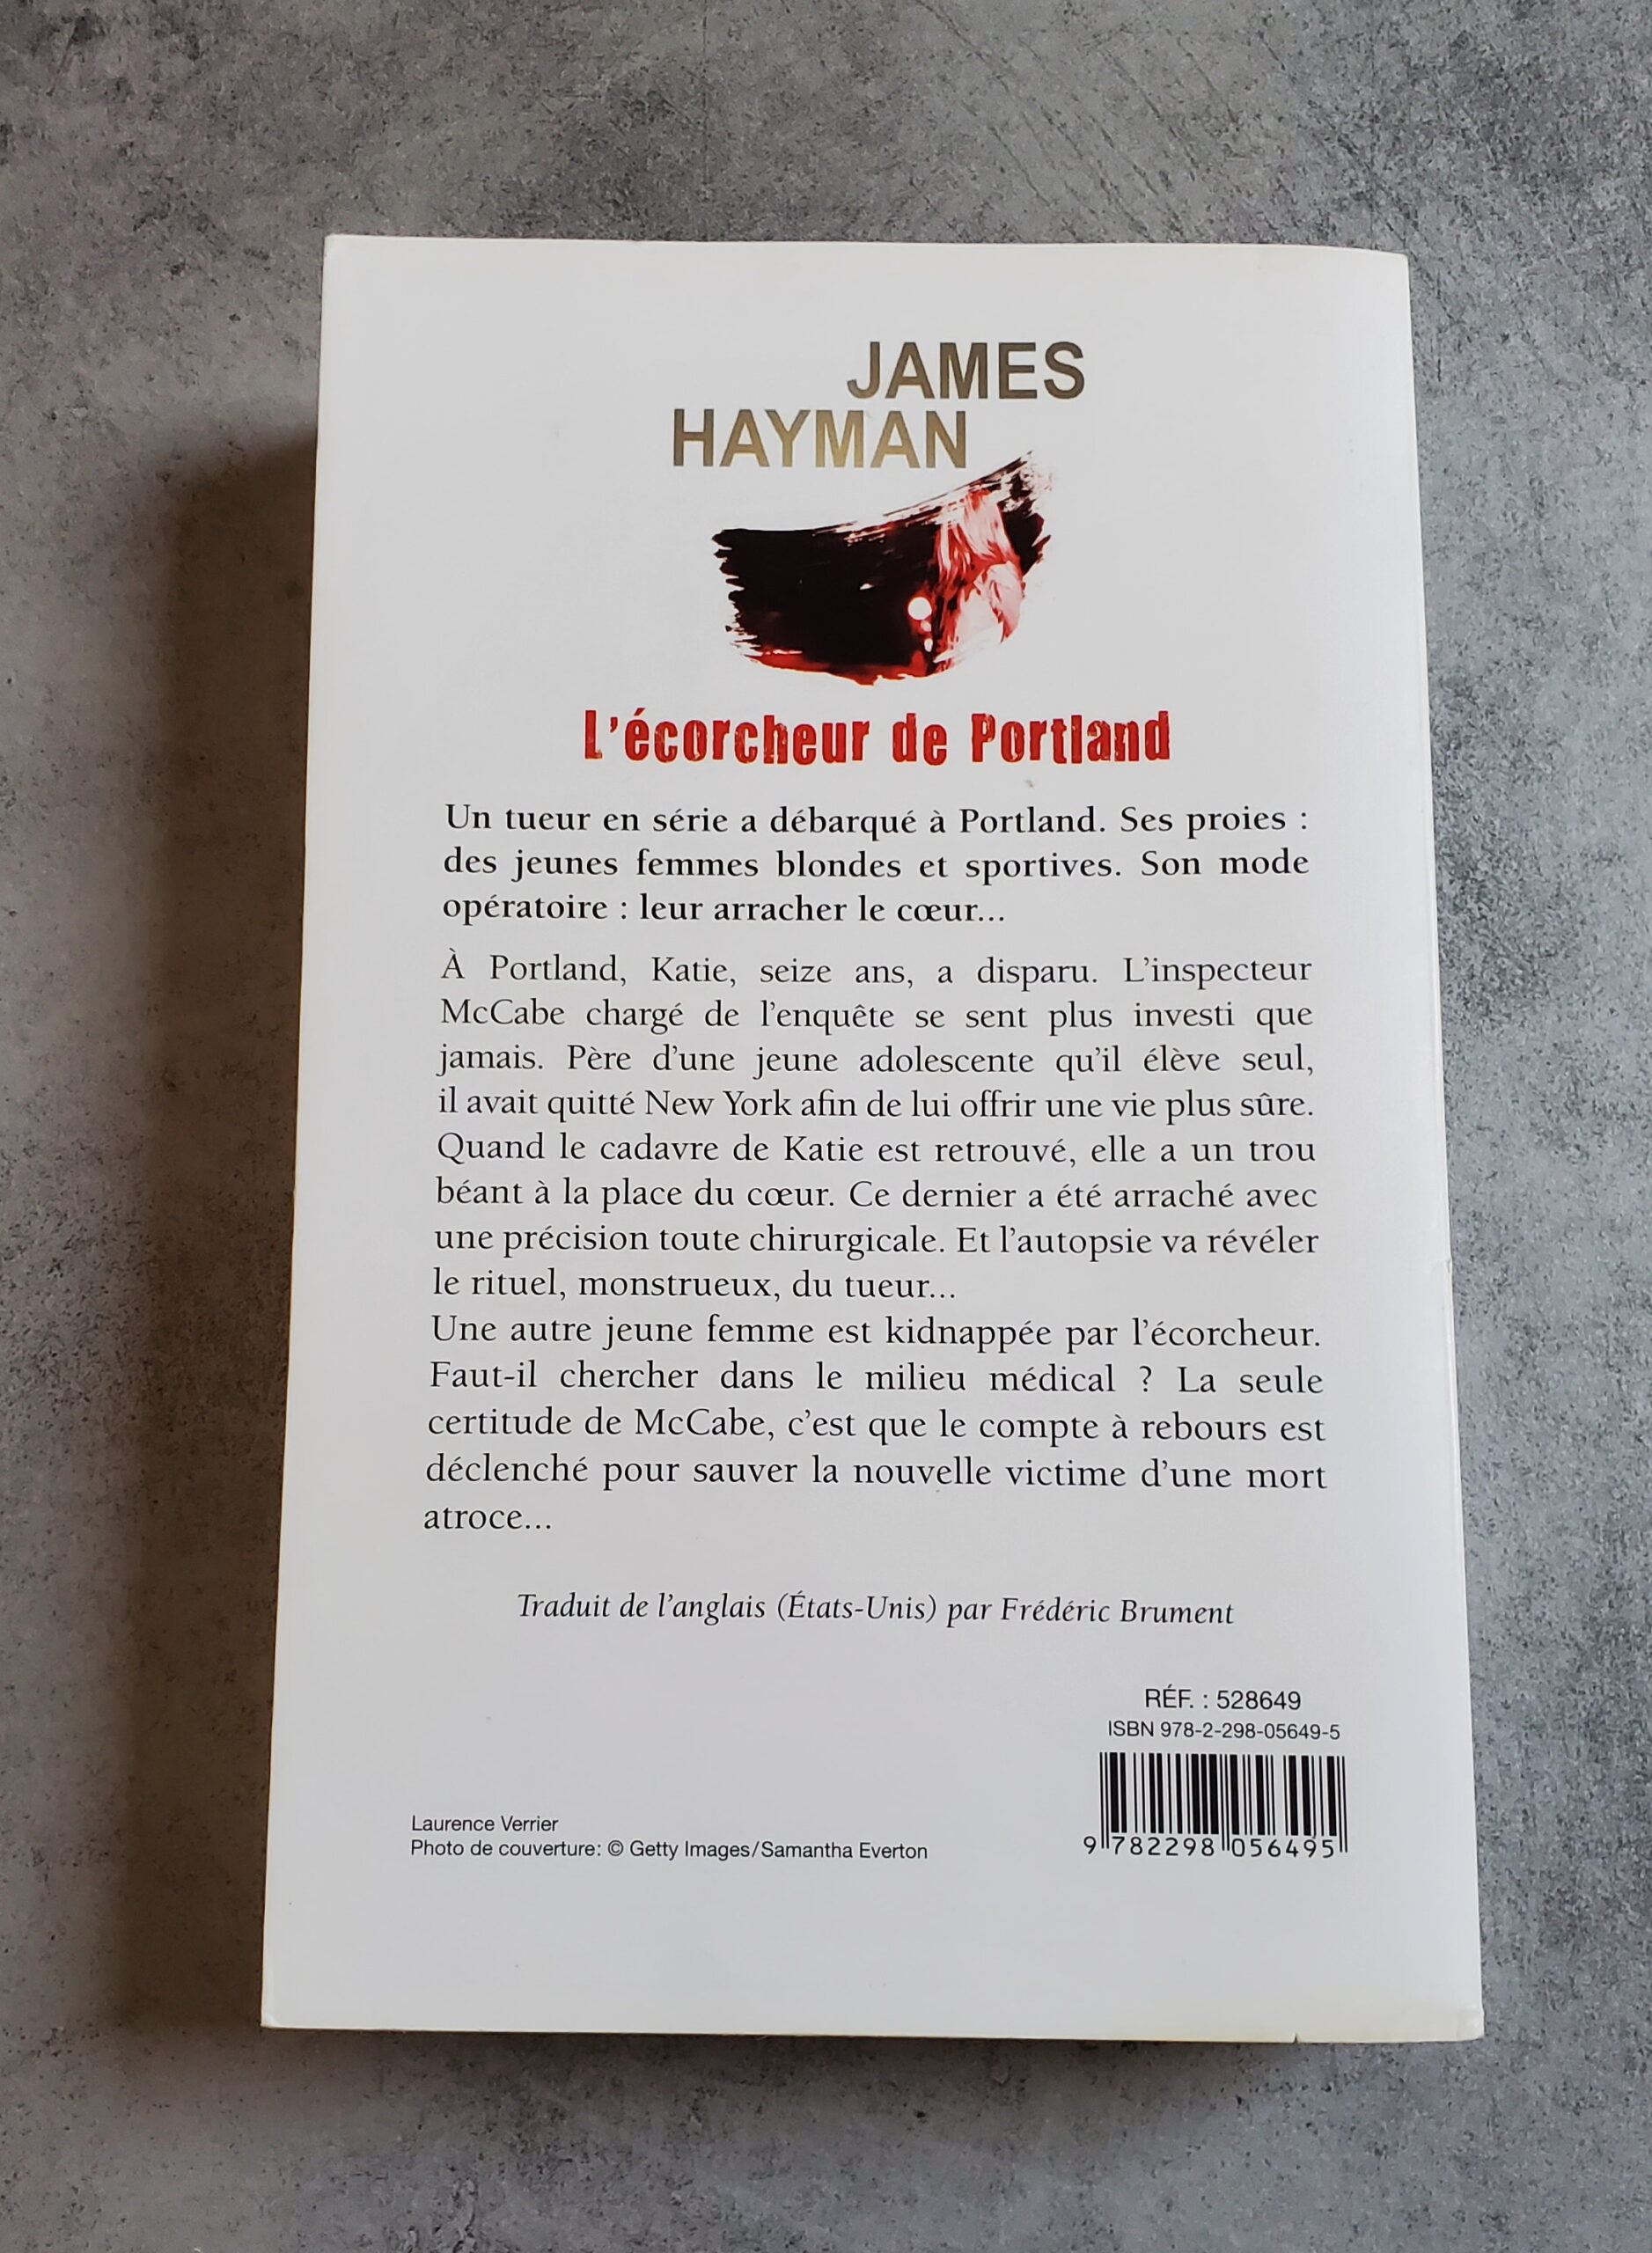 JAMES
HAYMAN
L'écorcheur de Portland
Un tueur en série a débarqué à Portland. Ses proies :
des jeunes femmes blondes et sportives. Son mode
opératoire : leur arracher le cœur...
À Portland, Katie, seize ans, a disparu. L'inspecteur
McCabe chargé de l'enquête se sent plus investi que
jamais. Père d'une jeune adolescente qu'il élève seul,
il avait quitté New York afin de lui offrir une vie plus sûre.
Quand le cadavre de Katie est retrouvé, elle a un trou
béant à la place du cœur. Ce dernier a été arraché avec
une précision toute chirurgicale. Et l'autopsie va révéler
le rituel, monstrueux, du tueur...
Une autre jeune femme est kidnappée par l'écorcheur.
Faut-il chercher dans le milieu médical ? La seule
certitude de McCabe, c'est que le compte à rebours est
déclenché pour sauver la nouvelle victime d'une mort
atroce...
Traduit de l'anglais (États-Unis) par Frédéric Brument
RÉF. : 528649
ISBN 978-2-298-05649-5
9 782298 056495
Laurence Verrier
Photo de couverture: © Getty Images/Samantha Everton